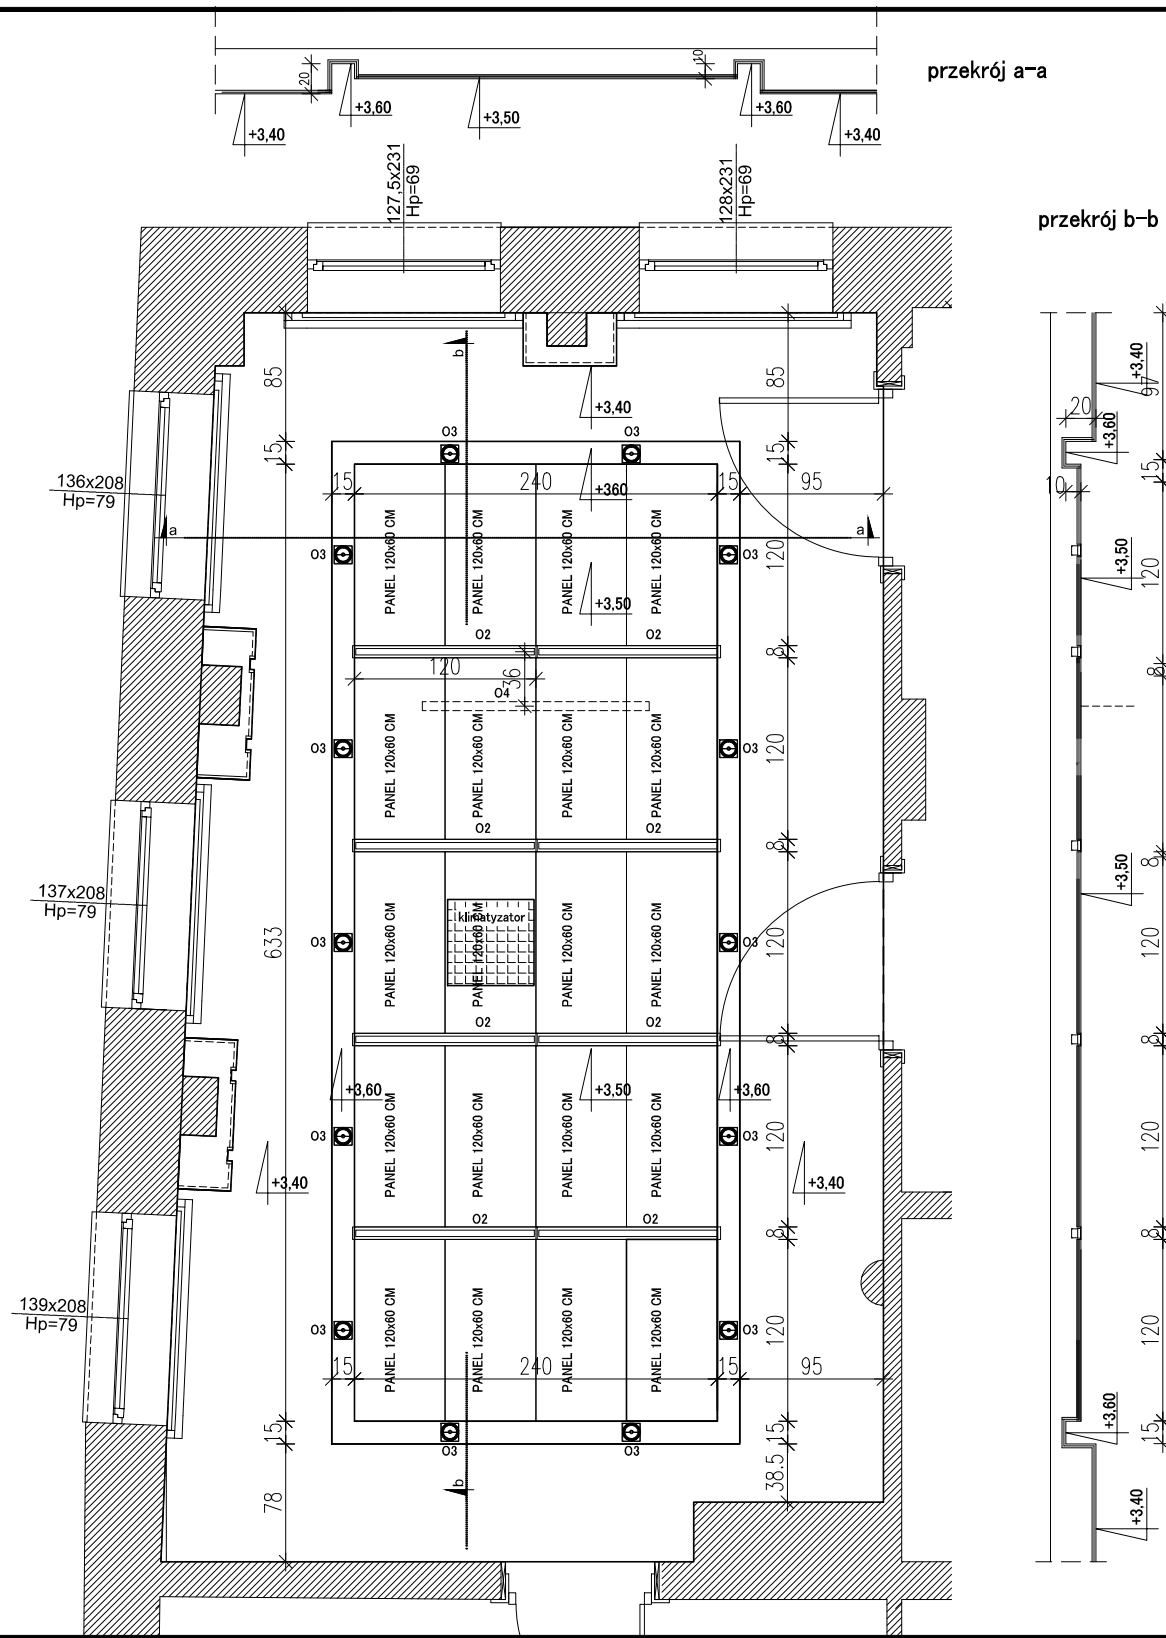 przekrój a-a
20
10
+3,60
+3,60
+3,40
+3,50
+3,40
127,5x231
Hp=69
128x231
Hp=69
przekrój b-b
85
85
b
+3,40
+3,40
97
20
+3,60
O3
O3
15
15
15
136x208
Hp=79
15
240
15
95
+360
10
a
a
PANEL 120x60 CM
PANEL 120x60 CM
PANEL 120x60 CM
PANEL 120x60 CM
O3
O3
120
+3,50
120
+3,50
O2
O2
8
8
120
36
O4
PANEL 120x60 CM
PANEL 120x60 CM
PANEL 120x60 CM
PANEL 120x60 CM
O3
O3
120
120
O2
O2
8
8
+3,50
137x208
Hp=79
klimatyzator
PANEL 120x60 CM
PANEL 120x60 CM
PANEL 120x60 CM
PANEL 120x60 CM
633
O3
O3
120
120
O2
O2
8
8
+3,60
+3,50
+3,60
PANEL 120x60 CM
PANEL 120x60 CM
PANEL 120x60 CM
PANEL 120x60 CM
O3
O3
120
120
+3,40
+3,40
O2
O2
8
8
139x208
Hp=79
PANEL 120x60 CM
PANEL 120x60 CM
PANEL 120x60 CM
PANEL 120x60 CM
O3
O3
120
120
15
240
15
95
15
15
+3,60
15
O3
O3
38.5
b
78
+3,40